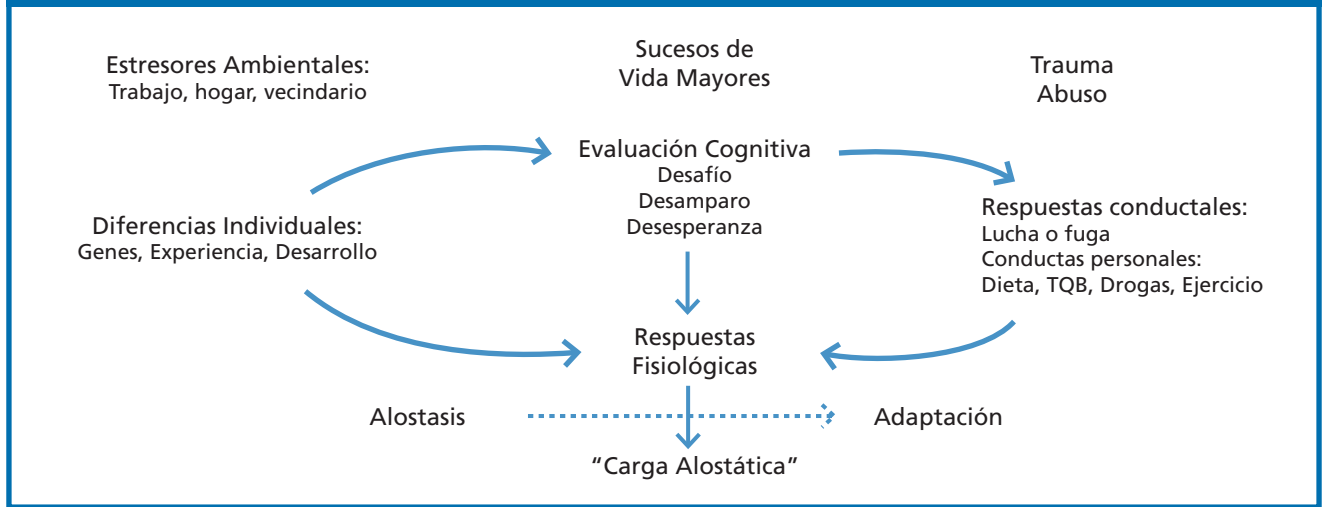 Estresores Ambientales:
Trabajo, hogar, vecindario
Sucesos de
Vida Mayores
Trauma
Abuso
Evaluación Cognitiva
Desafío
Desamparo
Desesperanza
Diferencias Individuales:
Genes, Experiencia, Desarrollo
Respuestas conductales:
Lucha o fuga
Conductas personales:
Dieta, TQB, Drogas, Ejercicio
Respuestas
Fisiológicas
Alostasis
Adaptación
“Carga Alostática”